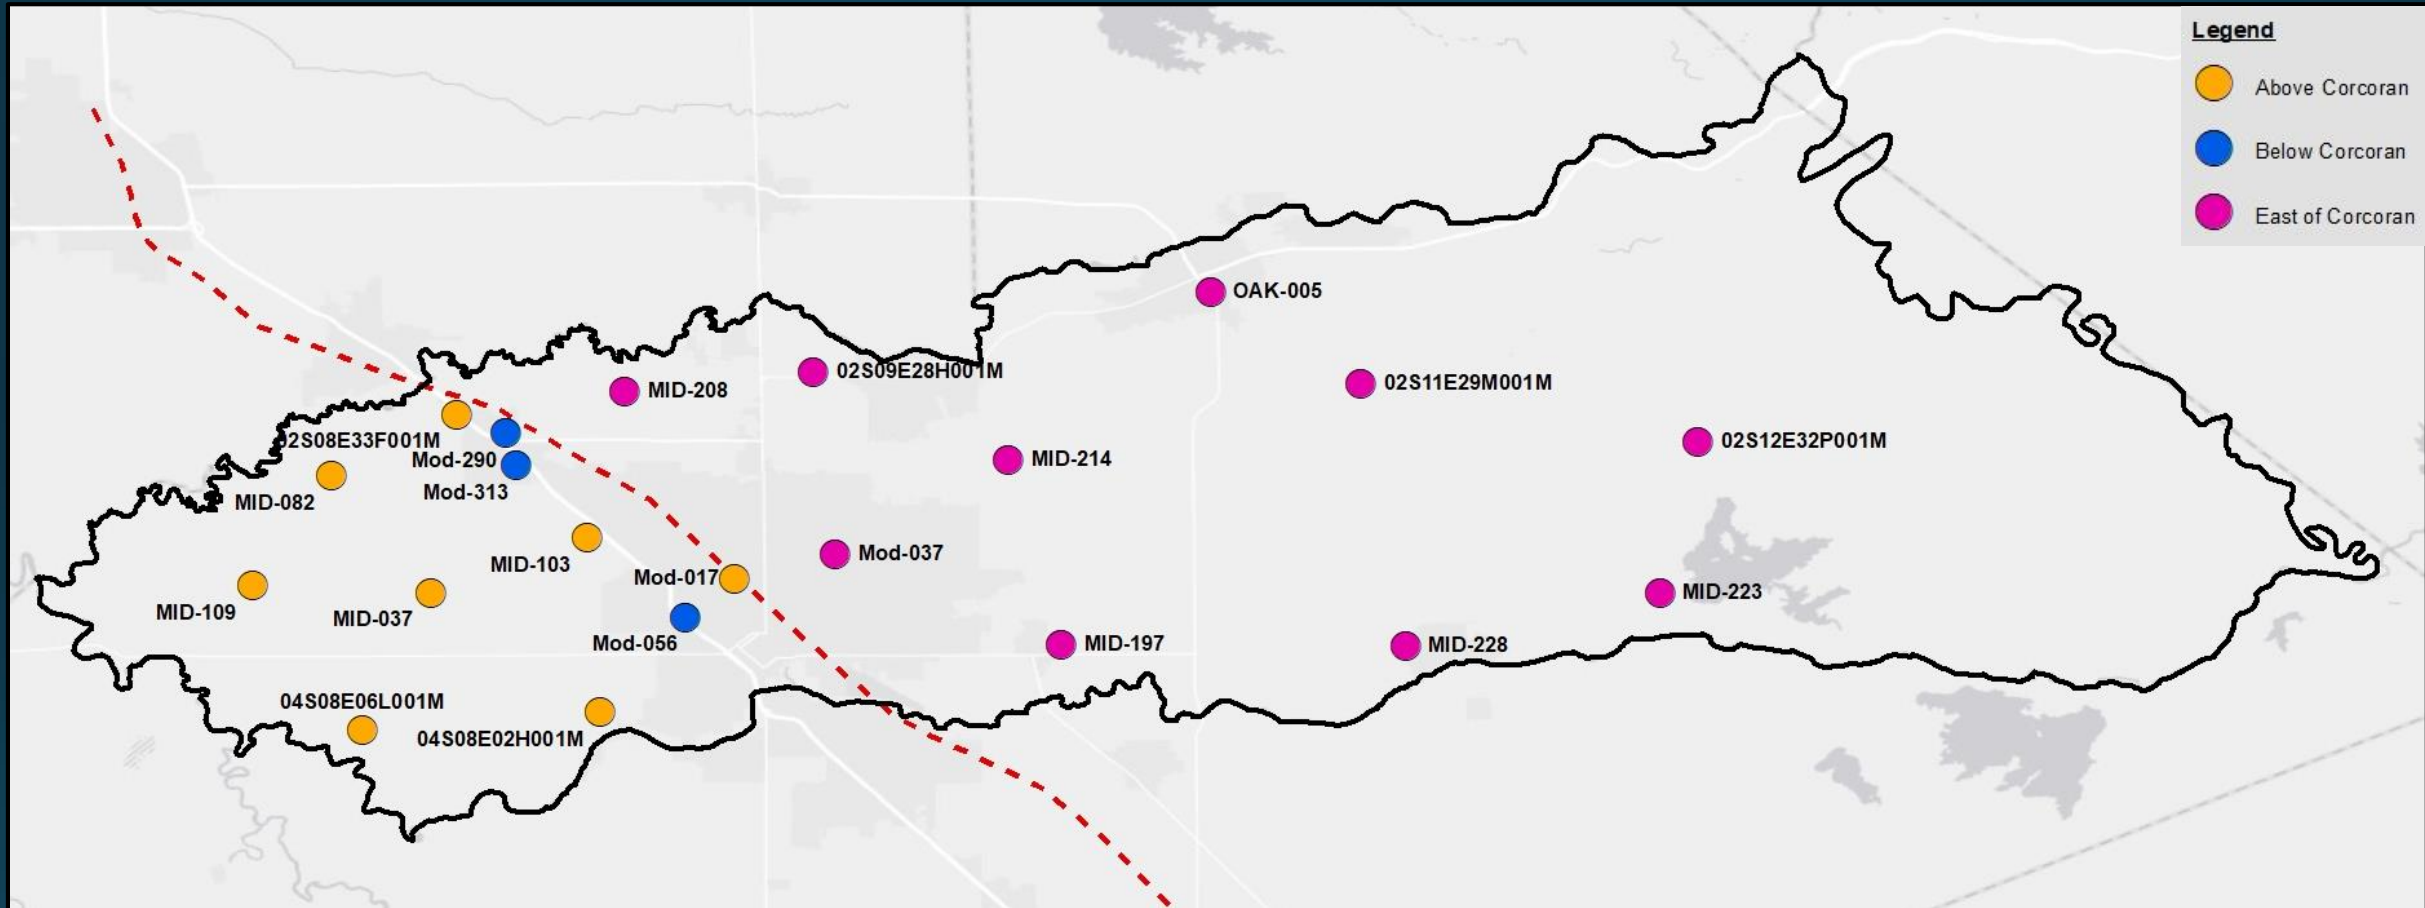 Legend
Above Corcoran
Below Corcoran
East of Corcoran
OAK-005
02S09E28H001M
02S11E29M001M
MID-208
02S08E33F001M
02S12E32P001M
Mod-290
MID-214
Mod-313
MID-082
Mod-037
MID-103
Mod-017
MID-223
MID-109
MID-037
Mod-056
MID-197
MID-228
04S08E06L001M
04S08E02H001M